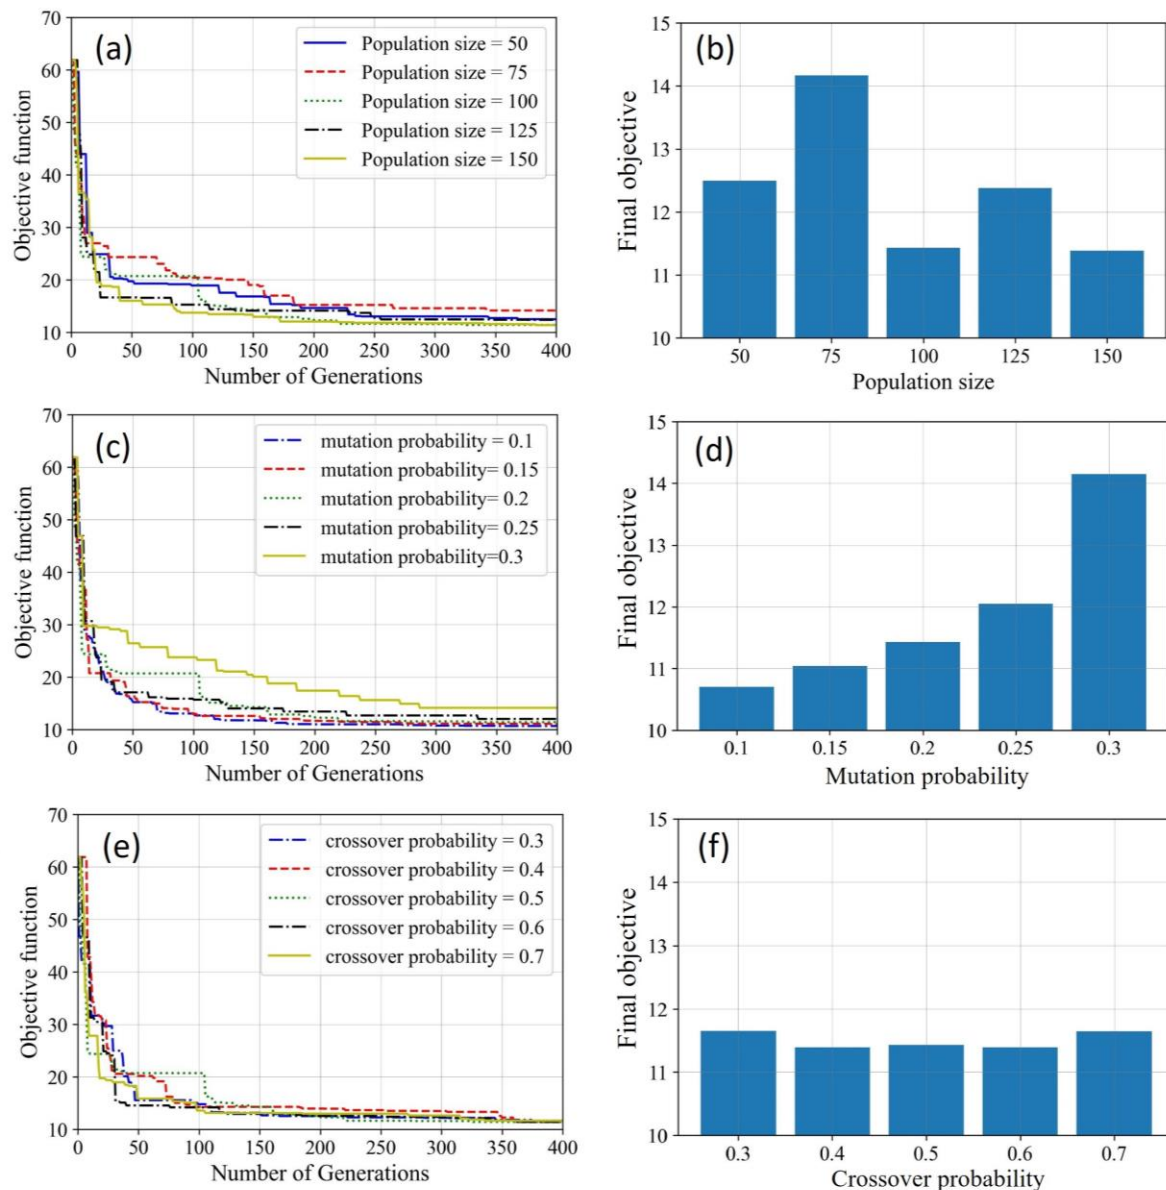 (a)
70
60
50
40
30
20
10
Objective function
Population size = 50
Population size = 75
Population size = 100
Population size = 125
Population size = 150
0 50 100 150 200 250 300 350 400
Number of Generations
(b)
15
14
13
12
11
10
Final objective
50 75 100 125 150
Population size
(c)
70
60
50
40
30
20
10
Objective function
mutation probability = 0.1
mutation probability= 0.15
mutation probability = 0.2
mutation probability= 0.25
mutation probability=0.3
0 50 100 150 200 250 300 350 400
Number of Generations
(d)
15
14
13
12
11
10
Final objective
0.1 0.15 0.2 0.25 0.3
Mutation probability
(e)
70
60
50
40
30
20
10
Objective function
crossover probability = 0.3
crossover probability = 0.4
crossover probability = 0.5
crossover probability = 0.6
crossover probability = 0.7
0 50 100 150 200 250 300 350 400
Number of Generations
(f)
15
14
13
12
11
10
Final objective
0.3 0.4 0.5 0.6 0.7
Crossover probability